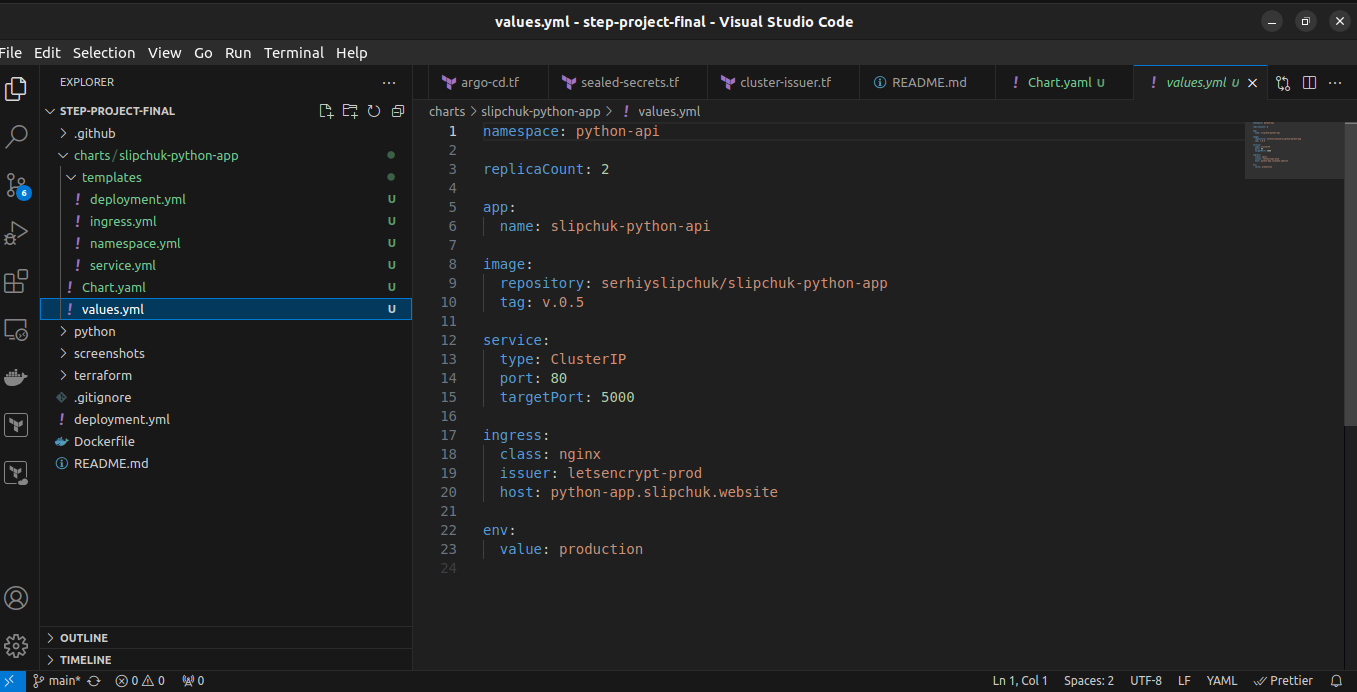 values.yml - step-project-final - Visual Studio Code
File Edit Selection View Go Run Terminal Help
EXPLORER
STEP-PROJECT-FINAL
.github
charts / slipchuk-python-app
templates
deployment.yml U
ingress.yml U
namespace.yml U
service.yml U
Chart.yaml U
values.yml U
python
screenshots
terraform
.gitignore
deployment.yml
Dockerfile
README.md
OUTLINE
TIMELINE
6
argo-cd.tf sealed-secrets.tf cluster-issuer.tf README.md Chart.yaml U values.yml U
charts > slipchuk-python-app > values.yml
1 namespace: python-api
2
3 replicaCount: 2
4
5 app:
6 name: slipchuk-python-api
7
8 image:
9 repository: serhiyslipchuk/slipchuk-python-app
10 tag: v.0.5
11
12 service:
13 type: ClusterIP
14 port: 80
15 targetPort: 5000
16
17 ingress:
18 class: nginx
19 issuer: letsencrypt-prod
20 host: python-app.slipchuk.website
21
22 env:
23 value: production
24
main* 0 0 0 Ln 1, Col 1 Spaces: 2 UTF-8 LF YAML Prettier